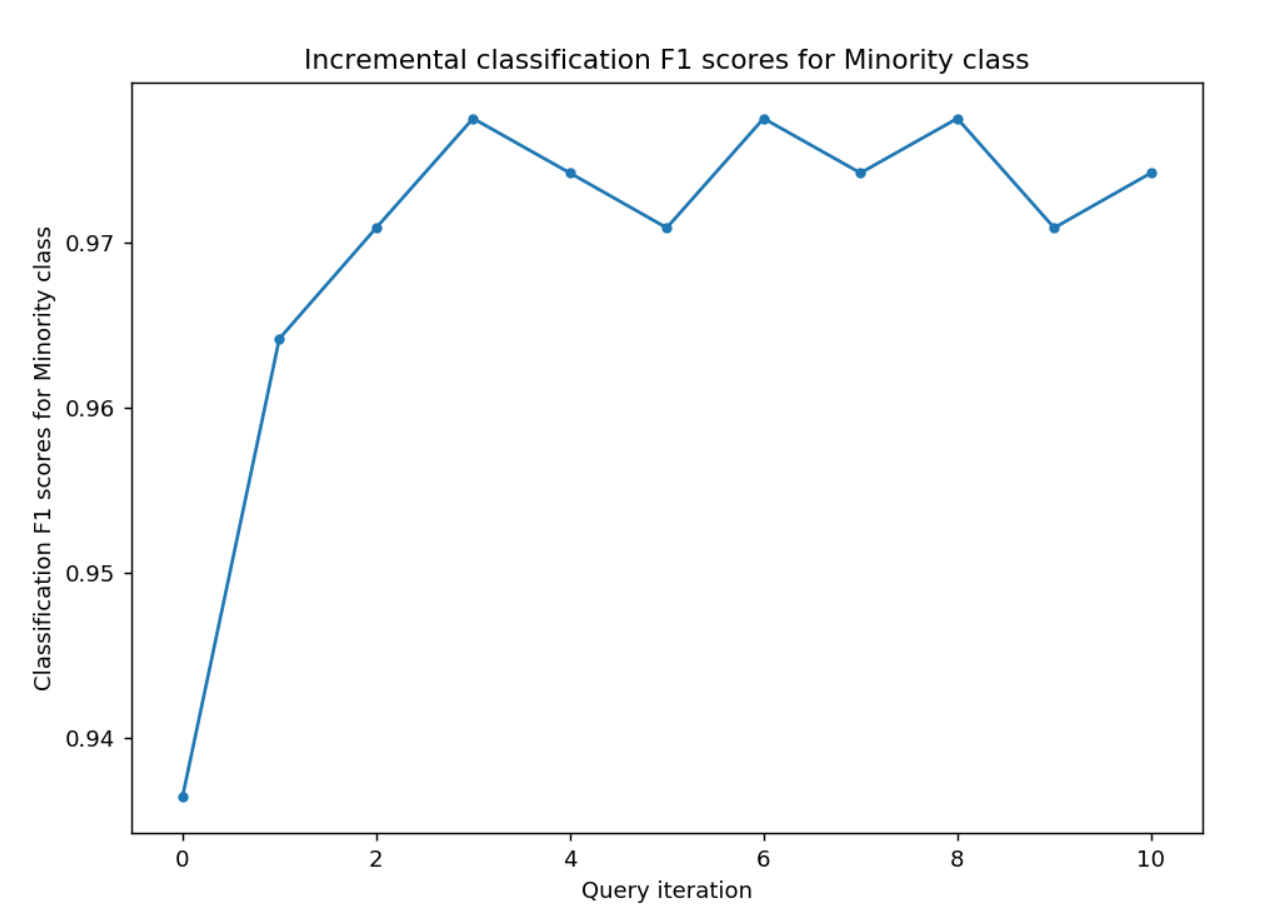 Incremental classification F1 scores for Minority class
Classification F1 scores for Minority class
0.97
0.96
0.95
0.94
0 2 4 6 8 10
Query iteration